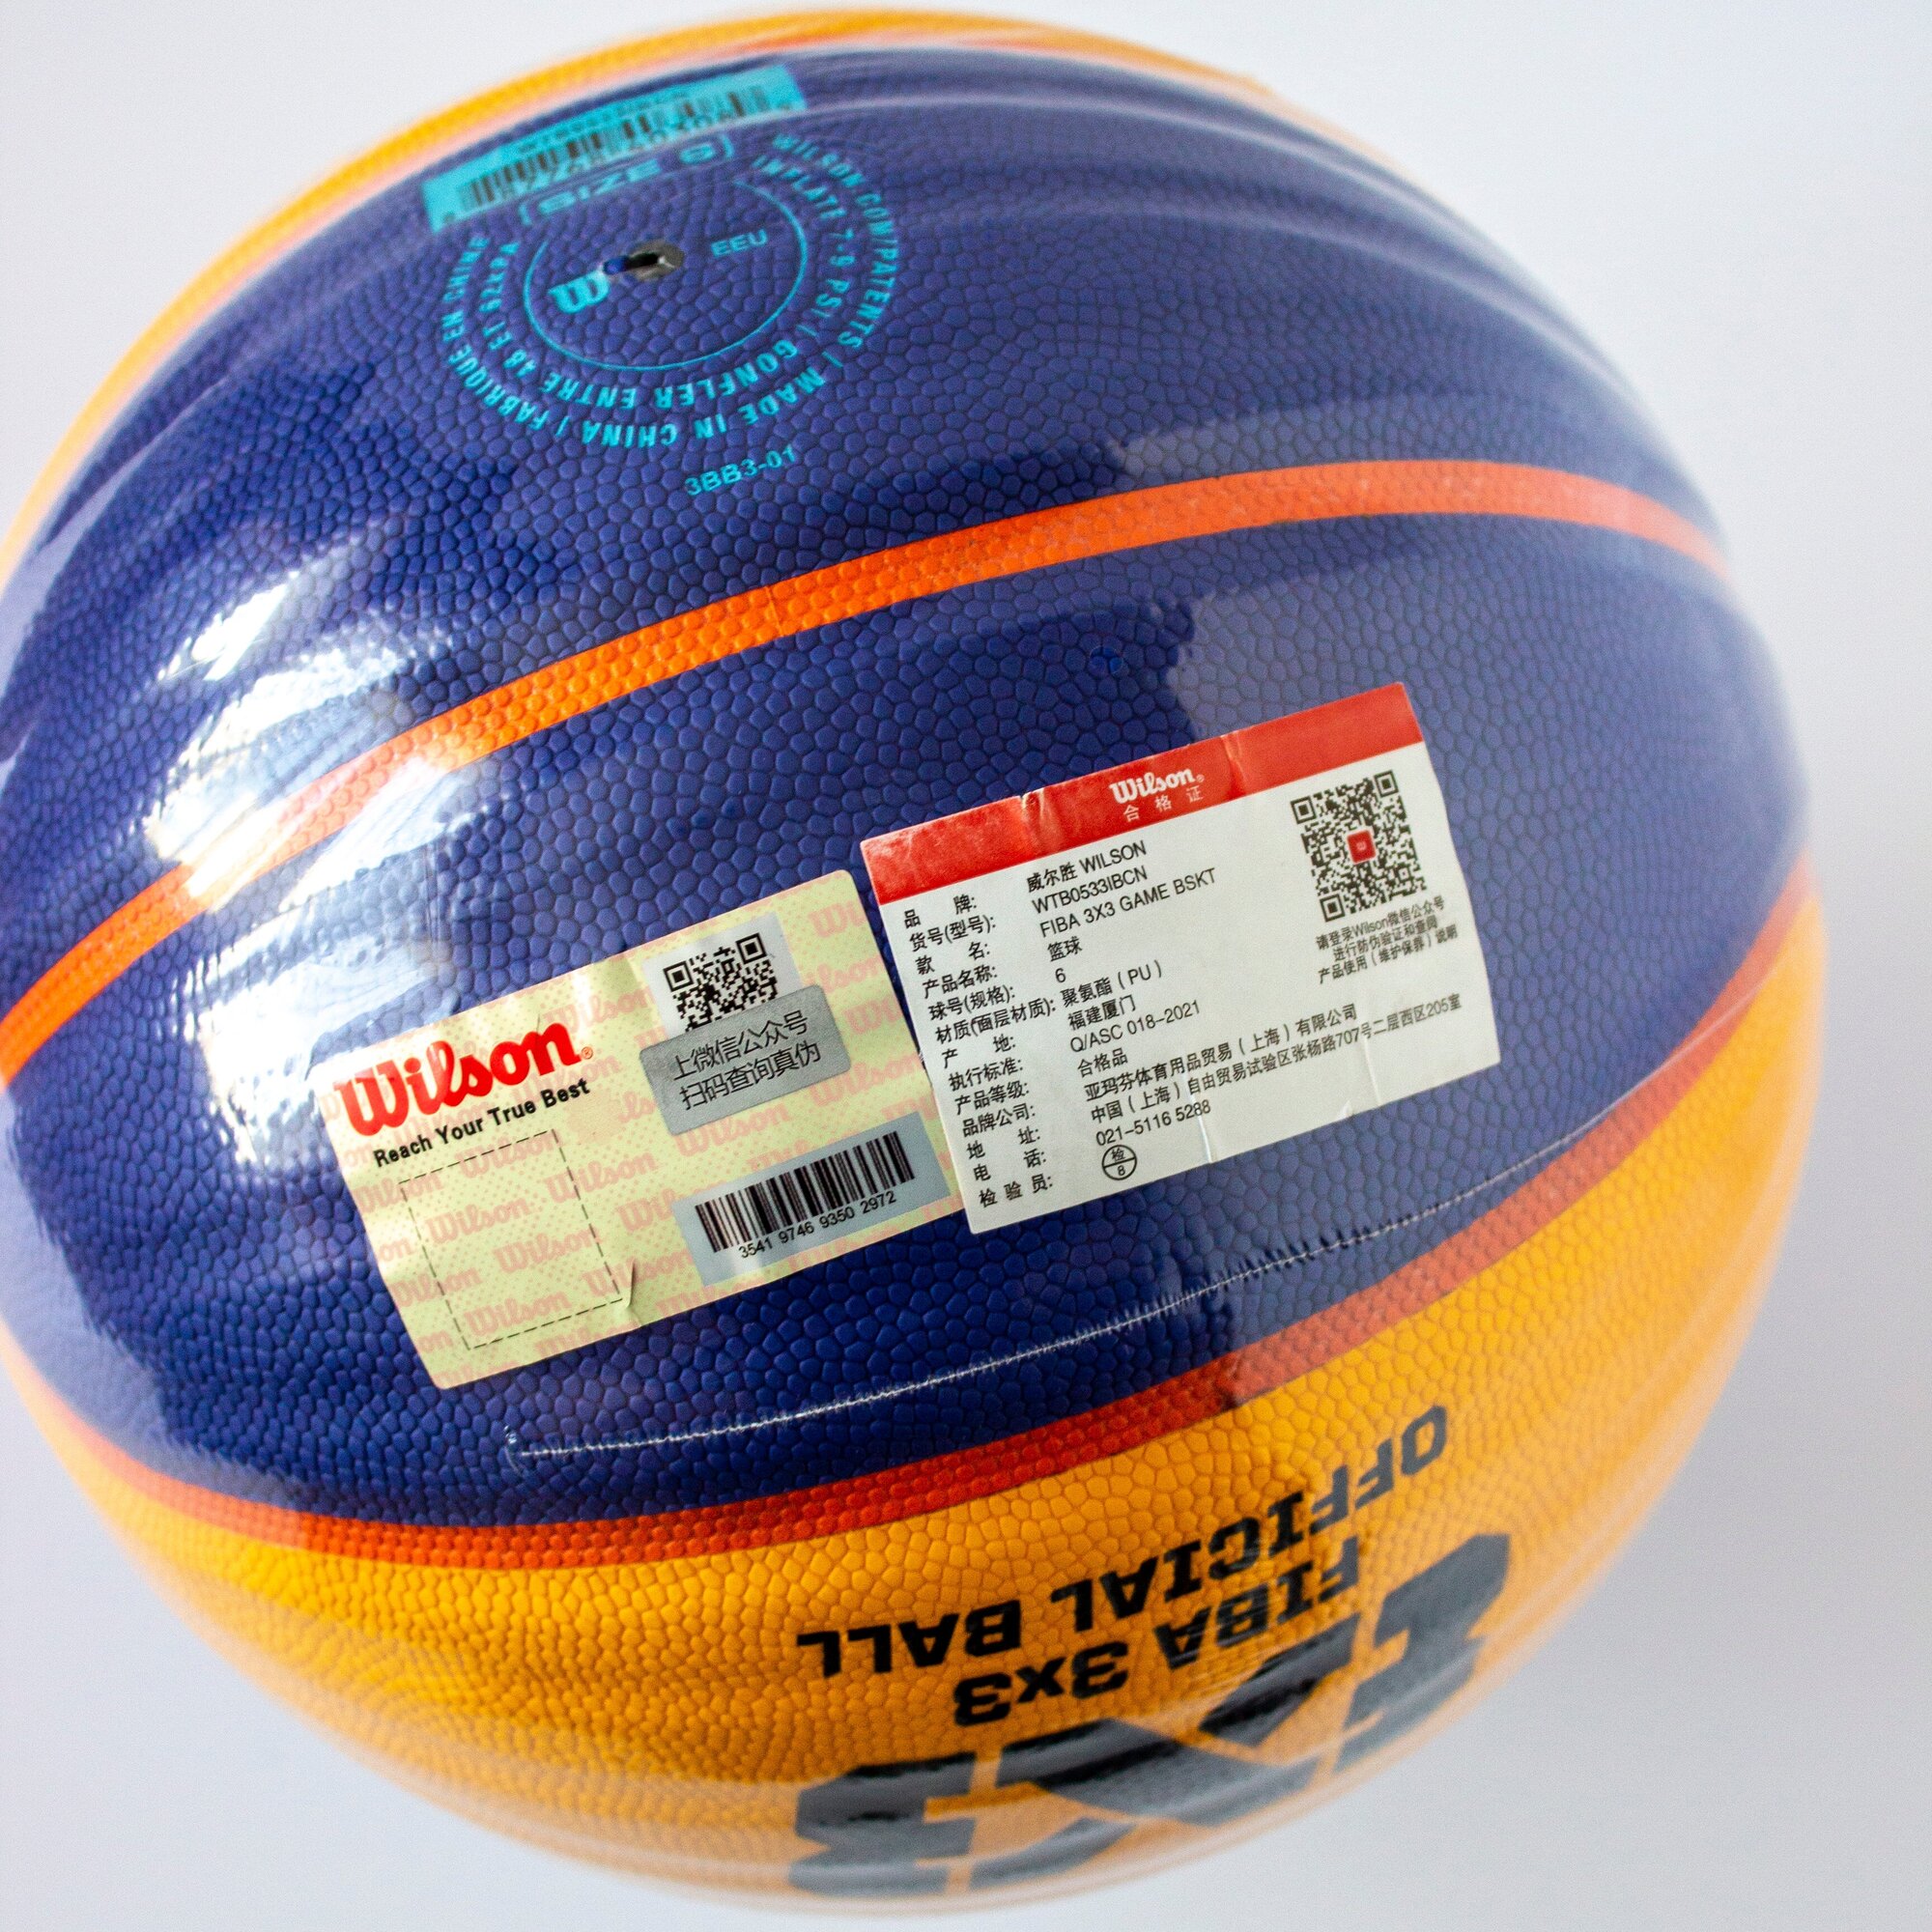 (SIZE 6)
WILSON.COM/PATENTS | MADE IN CHINA | FABRIQUÉ EN CHINE
INFLATE 7-9 PSI | GONFLER ENTRE 48 ET 62KPA
W
EEU
3BB3-01
Wilson®
合格证
品牌: 威尔胜 WILSON
货号(型号): WTB0533IBCN
款名: FIBA 3X3 GAME BSKT
产品名称: 篮球
球号(规格): 6
材质(面层材质): 聚氨酯(PU)
产地: 福建厦门
执行标准: Q/ASC 018-2021
产品等级: 合格品
品牌公司: 亚玛芬体育用品贸易(上海)有限公司
地址: 中国(上海)自由贸易试验区张杨路707号二层西区205室
电话: 021-5116 5288
检验员: 检 8
请登录Wilson微信公众号
进行防伪验证和查阅
产品使用(维护保养)说明
Wilson®
Reach Your True Best
上微信公众号
扫码查询真伪
3541 9746 9350 2972
3X3
FIBA 3x3
OFFICIAL BALL